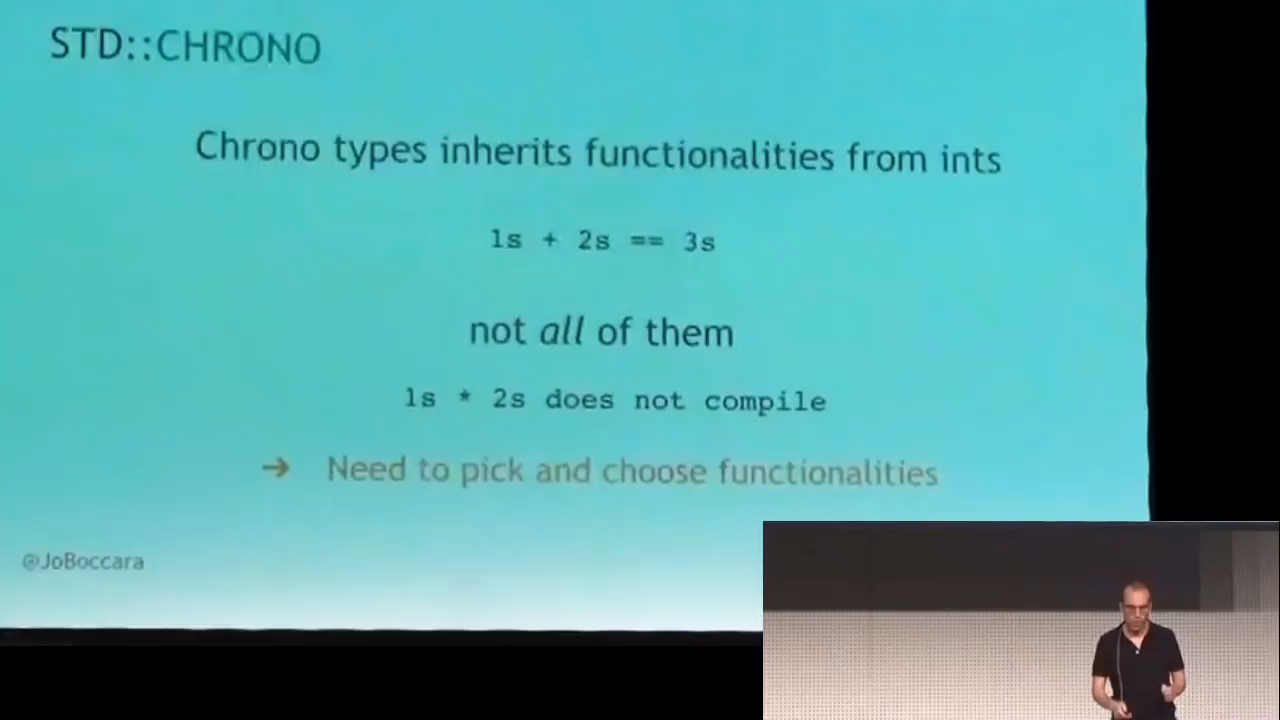 STD::CHRONO
Chrono types inherits functionalities from ints
1s + 2s == 3s
not all of them
1s * 2s does not compile
→ Need to pick and choose functionalities
@JoBoccara